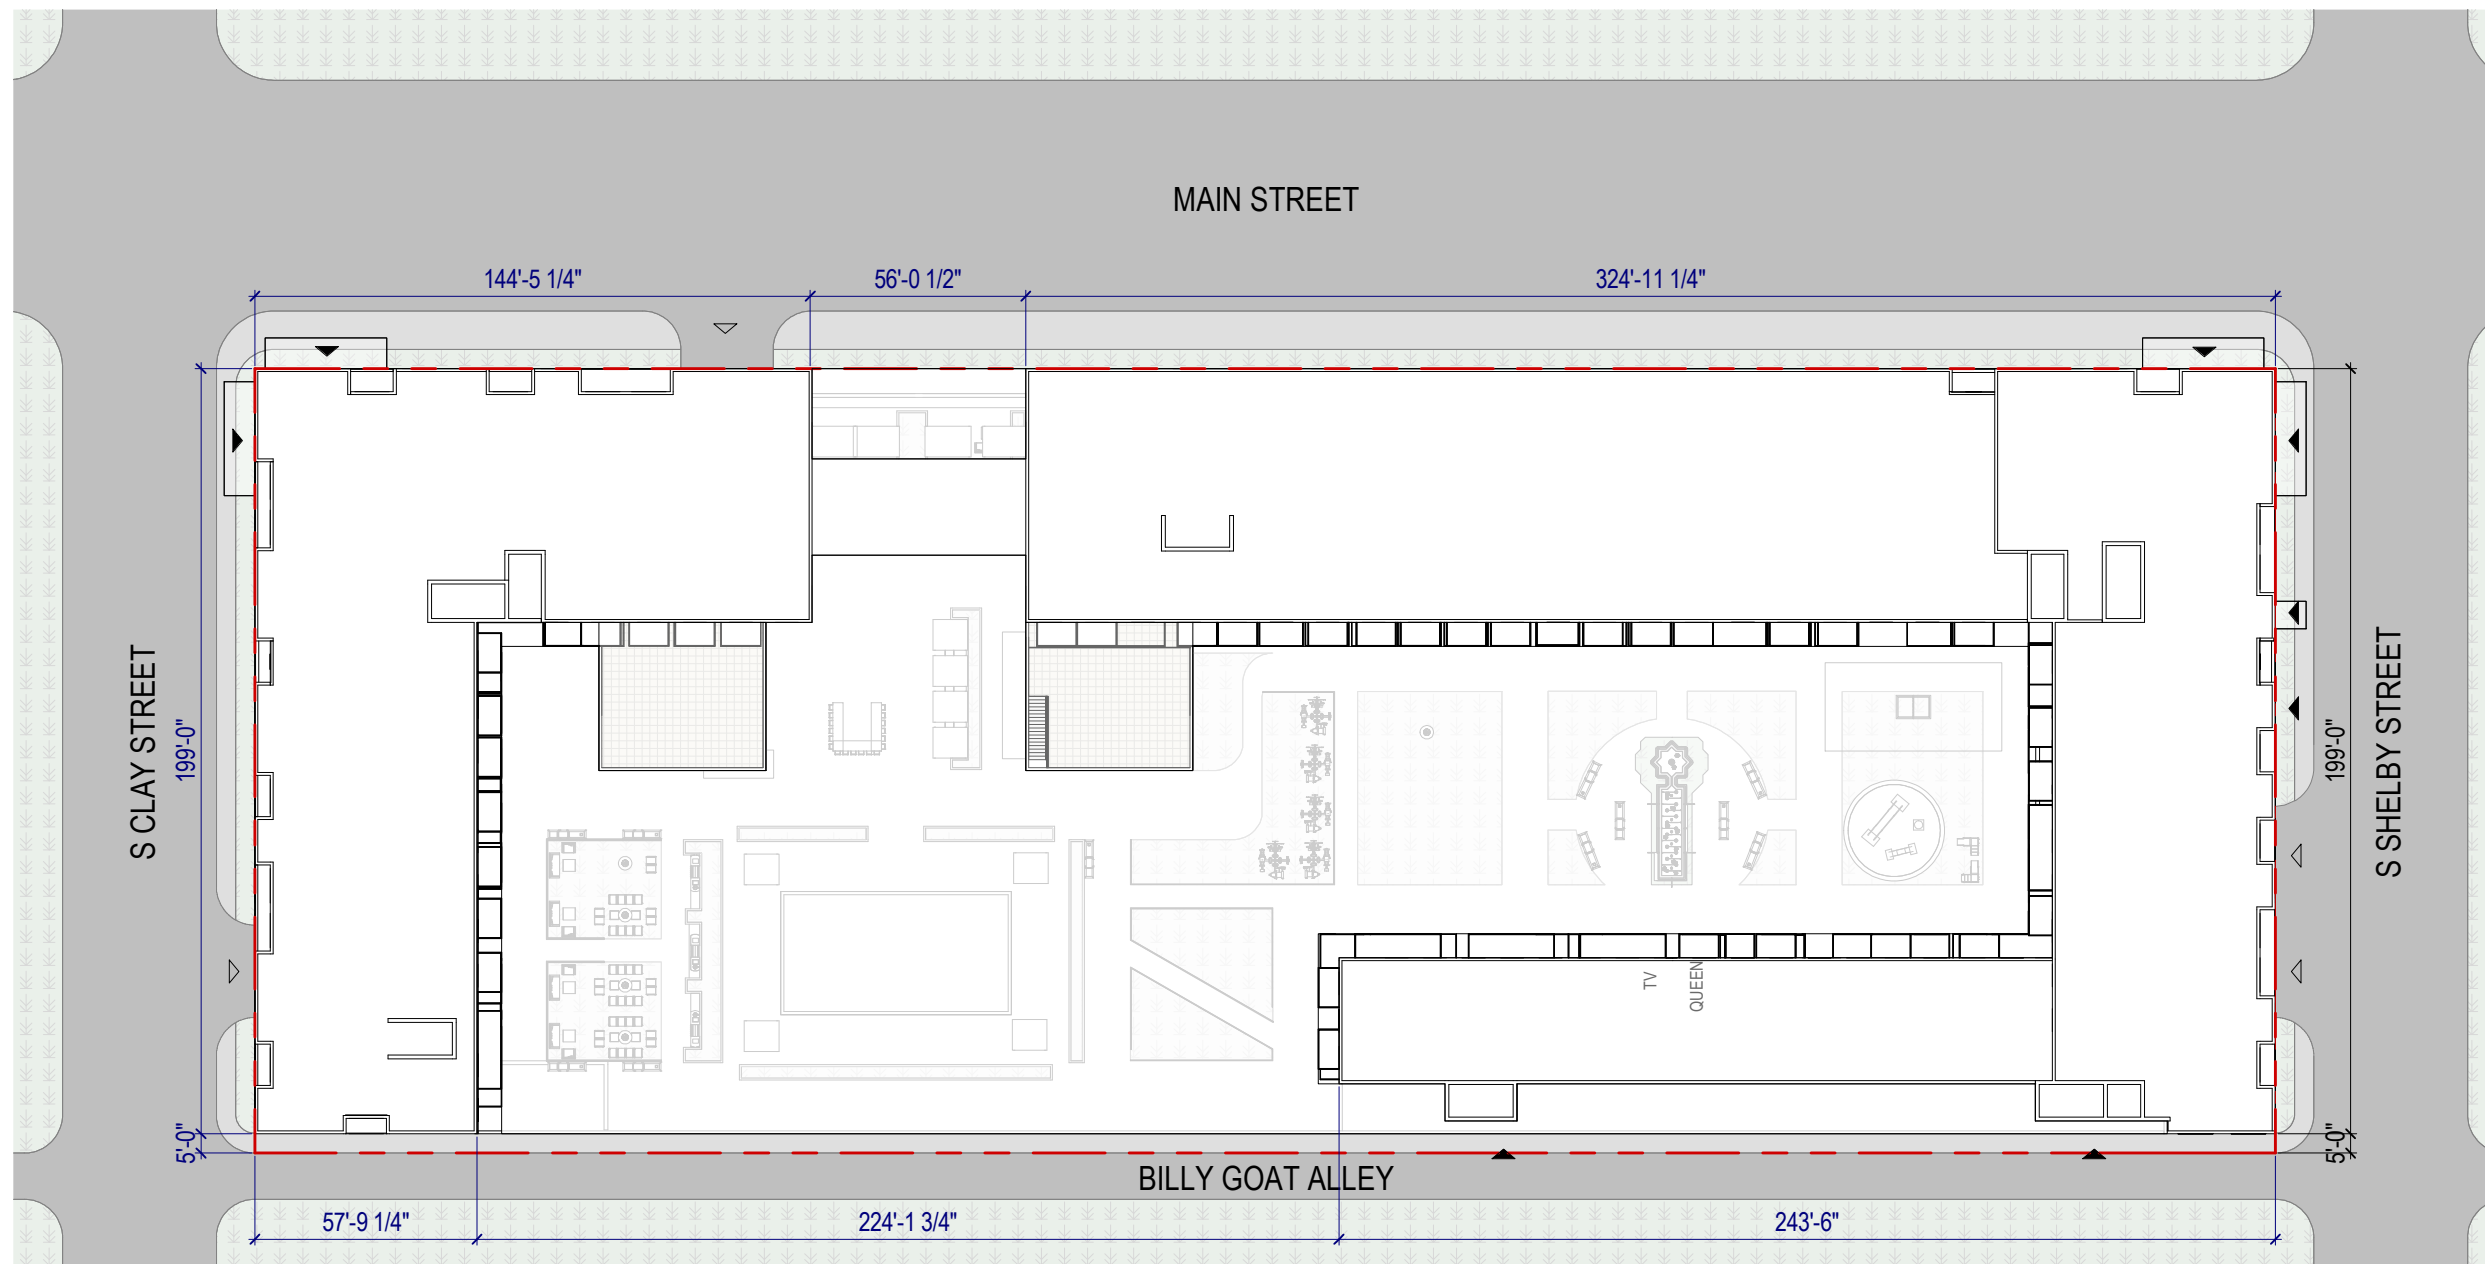 MAIN STREET
144'-5 1/4"
56'-0 1/2"
324'-11 1/4"
S CLAY STREET
199'-0"
5'-0"
TV
QUEEN
199'-0"
5'-0"
S SHELBY STREET
BILLY GOAT ALLEY
57'-9 1/4"
224'-1 3/4"
243'-6"